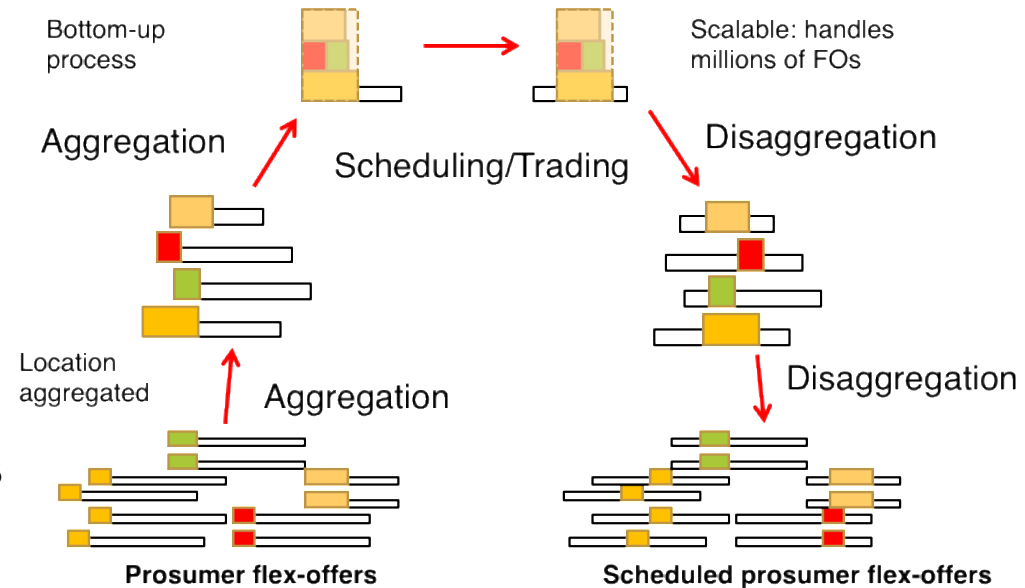 Bottom-up
process
Scalable: handles
millions of FOs
Aggregation
Disaggregation
Scheduling/Trading
Location
aggregated
Aggregation
Disaggregation
Prosumer flex-offers
Scheduled prosumer flex-offers